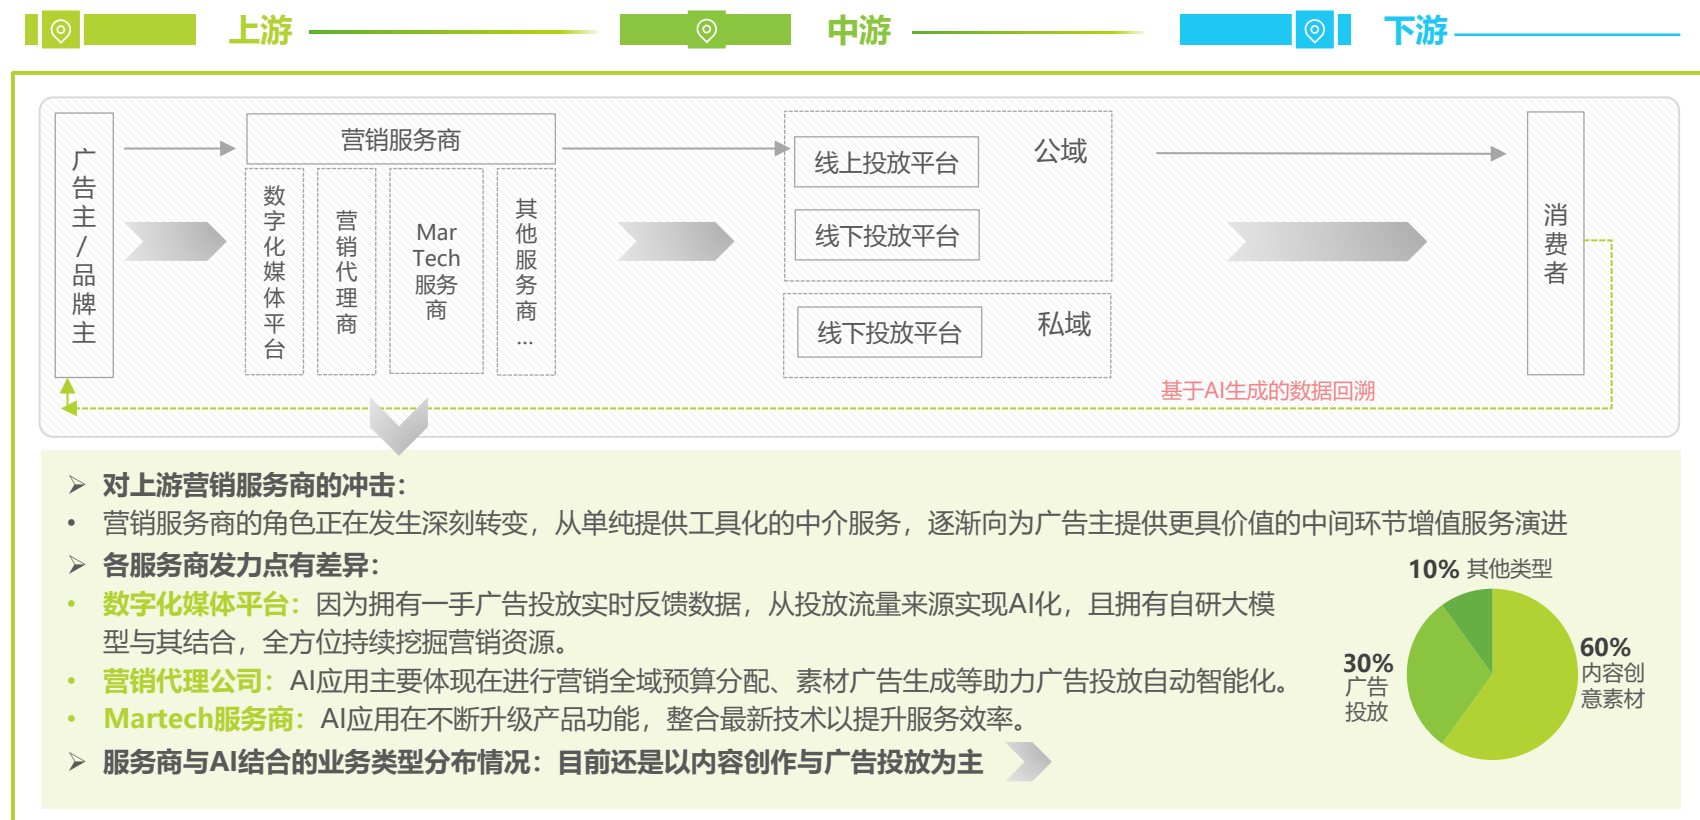 上游
中游
下游
广告主/品牌主
营销服务商
数字化媒体平台
营销代理商
Mar
Tech
服务
商
其他服务商...
线上投放平台
公域
线下投放平台
线下投放平台
私域
消费者
基于AI生成的数据回溯
➢ 对上游营销服务商的冲击：
• 营销服务商的角色正在发生深刻转变，从单纯提供工具化的中介服务，逐渐向为广告主提供更具价值的中间环节增值服务演进
➢ 各服务商发力点有差异：
• 数字化媒体平台：因为拥有一手广告投放实时反馈数据，从投放流量来源实现AI化，且拥有自研大模
型与其结合，全方位持续挖掘营销资源。
• 营销代理公司：AI应用主要体现在进行营销全域预算分配、素材广告生成等助力广告投放自动智能化。
• Martech服务商：AI应用在不断升级产品功能，整合最新技术以提升服务效率。
➢ 服务商与AI结合的业务类型分布情况：目前还是以内容创作与广告投放为主
10% 其他类型
30%
广告
投放
60%
内容创
意素材